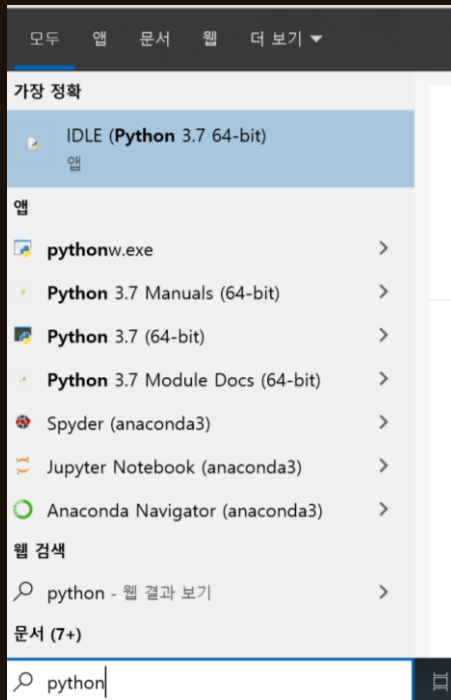 모두 앱 문서 웹 더 보기
가장 정확
IDLE (Python 3.7 64-bit)
앱
앱
pythonw.exe
Python 3.7 Manuals (64-bit)
Python 3.7 (64-bit)
Python 3.7 Module Docs (64-bit)
Spyder (anaconda3)
Jupyter Notebook (anaconda3)
Anaconda Navigator (anaconda3)
웹 검색
python - 웹 결과 보기
문서 (7+)
python